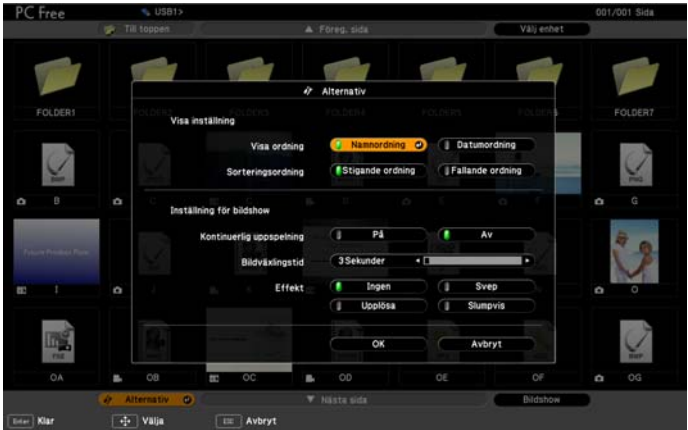 PC Free USB1> 001/001 Sida
Till toppen ▲ Föreg. sida Välj enhet
FOLDER1 FOLDER7
Alternativ
Visa inställning
Visa ordning Namnordning Datumordning
Sorteringsordning Stigande ordning Fallande ordning
B C G
Inställning för bildshow
Kontinuerlig uppspelning På Av
Bildväxlingstid 3Sekunder
Effekt Ingen Svep
I O
Upplösa Slumpvis
OK Avbryt
OA OB OC OD OE OF OG
Alternativ ▼ Nästa sida Bildshow
Enter Klar Välja Esc Avbryt